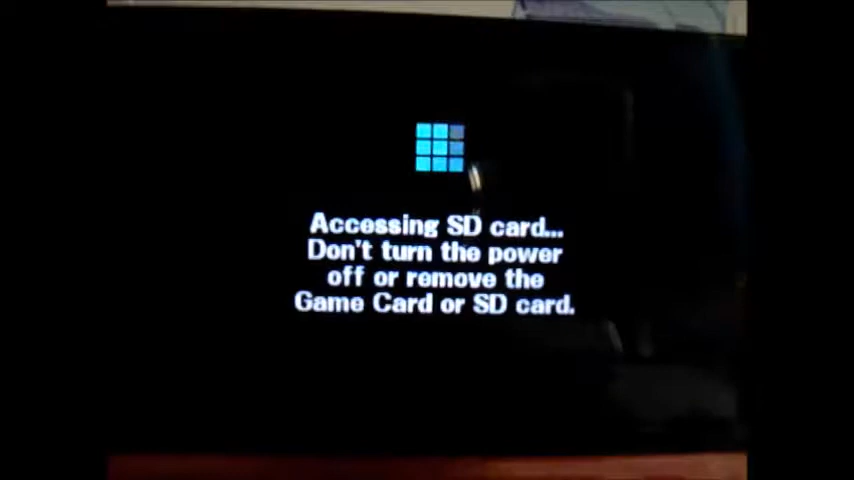 Accessing SD card...
Don't turn the power
off or remove the
Game Card or SD card.